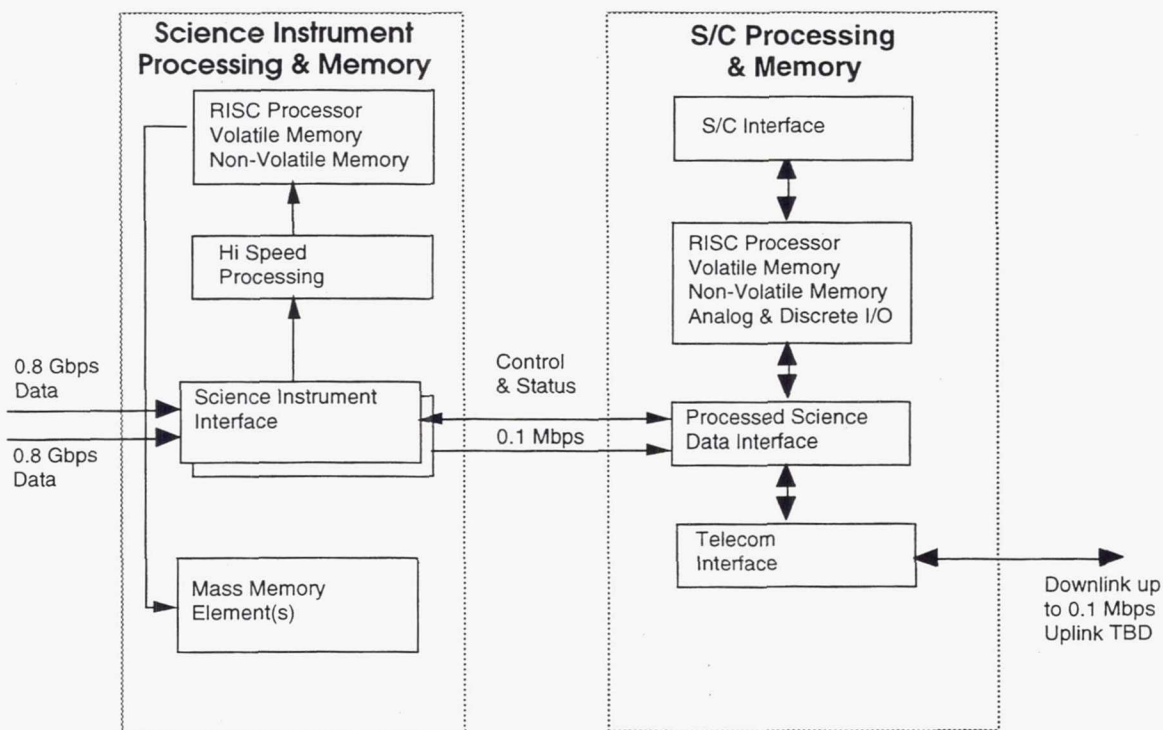 Science Instrument
Processing & Memory
RISC Processor
Volatile Memory
Non-Volatile Memory
Hi Speed
Processing
0.8 Gbps
Data
Science Instrument
Interface
0.8 Gbps
Data
Mass Memory
Element(s)
Control
& Status
0.1 Mbps
S/C Processing
& Memory
S/C Interface
RISC Processor
Volatile Memory
Non-Volatile Memory
Analog & Discrete I/O
Processed Science
Data Interface
Telecom
Interface
Downlink up
to 0.1 Mbps
Uplink TBD